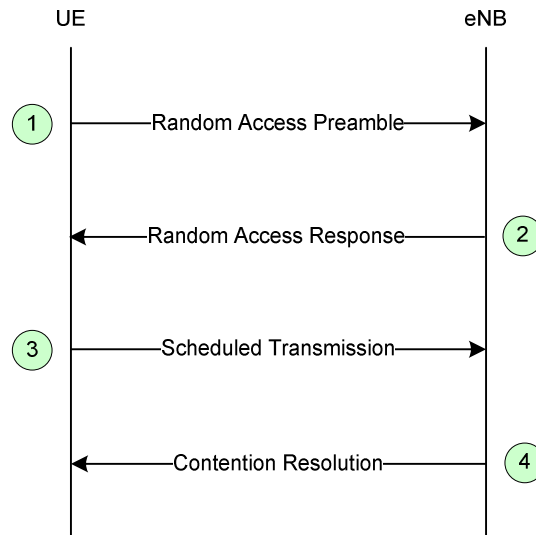 UE eNB
1 Random Access Preamble
Random Access Response 2
3 Scheduled Transmission
Contention Resolution 4